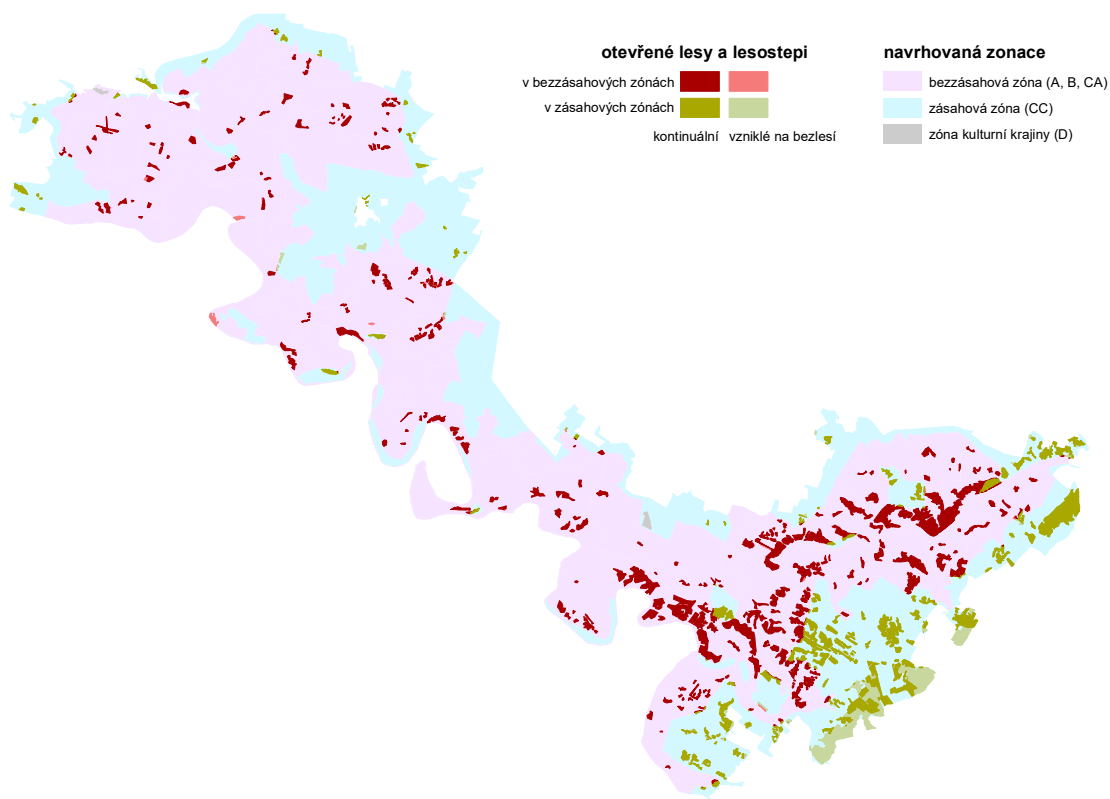 otevřené lesy a lesostepi
v bezzásahových zónách
v zásahových zónách
kontinuální vzniklé na bezlesí
navrhovaná zonace
bezzásahová zóna (A, B, CA)
zásahová zóna (CC)
zóna kulturní krajiny (D)